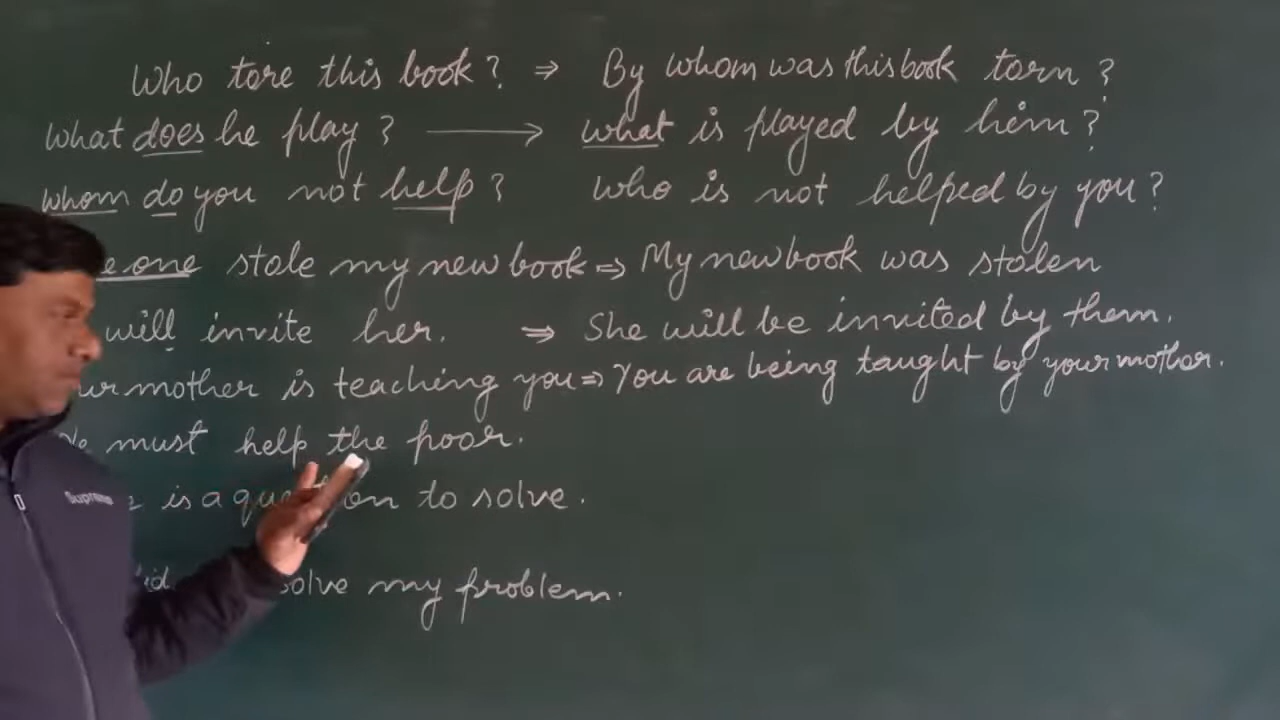 Who tore this book? ⇒ By whom was this book torn?
What does he play? → what is played by him?
whom do you not help? who is not helped by you?
one stole my new book ⇒ My new book was stolen
will invite her. ⇒ She will be invited by them.
mother is teaching you ⇒ You are being taught by your mother.
must help the poor.
is a to solve.
solve my problem.